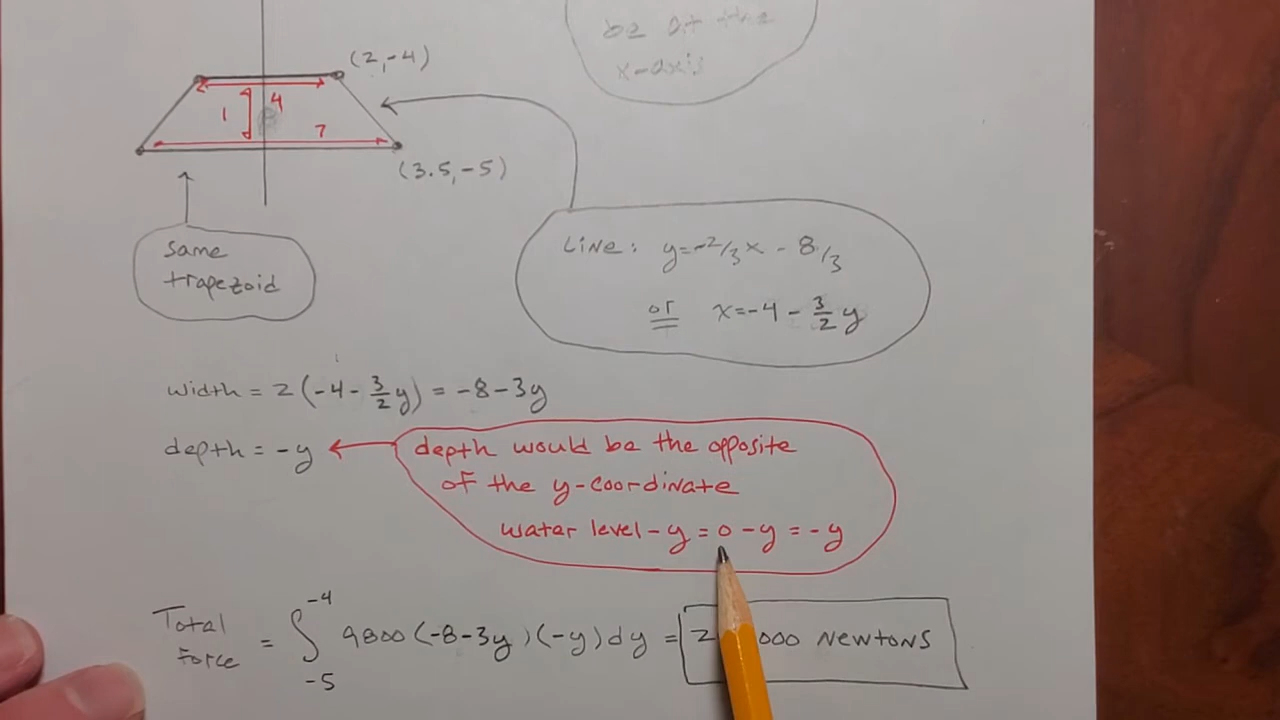 be at the
x-axis
(2,-4)
1
4
7
(3.5,-5)
same
trapezoid
Line: y=-2/3x - 8/3
or x=-4 - 3/2 y
width = 2(-4 - 3/2 y) = -8-3y
depth = -y
depth would be the opposite
of the y-coordinate
water level - y = 0 - y = - y
Total
Force = ∫ -4 -5 9800(-8-3y)(-y)dy = Newtons